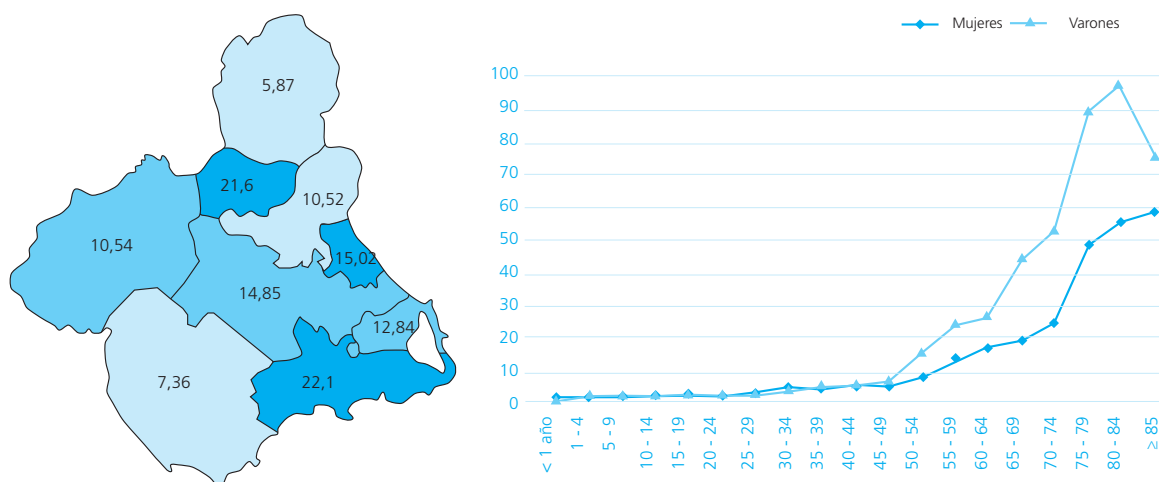 5,87
21,6
10,52
10,54
15,02
14,85
12,84
7,36
22,1
Mujeres
Varones
100
90
80
70
60
50
40
30
20
10
0
< 1 año
1 - 4
5 - 9
10 - 14
15 - 19
20 - 24
25 - 29
30 - 34
35 - 39
40 - 44
45 - 49
50 - 54
55 - 59
60 - 64
65 - 69
70 - 74
75 - 79
80 - 84
≥ 85